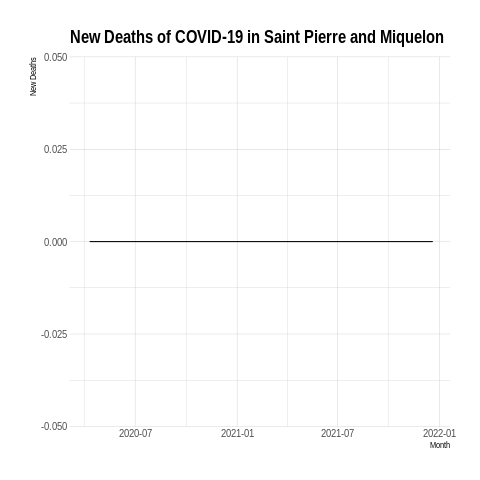 New Deaths of COVID-19 in Saint Pierre and Miquelon
New Deaths
0.050
0.025
0.000
-0.025
-0.050
2020-07 2021-01 2021-07 2022-01
Month